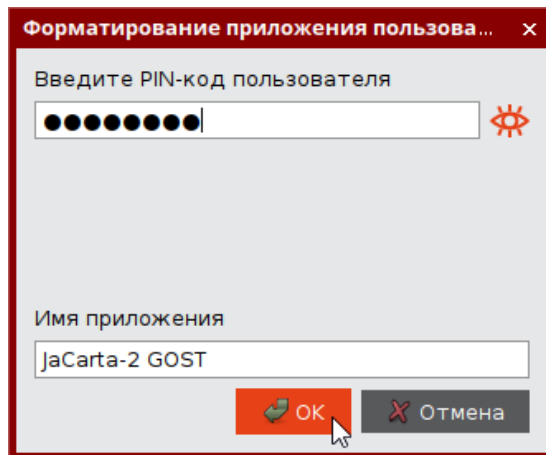 Форматирование приложения пользова...
Введите PIN-код пользователя
●●●●●●●●
Имя приложения
JaCarta-2 GOST
OK
Отмена